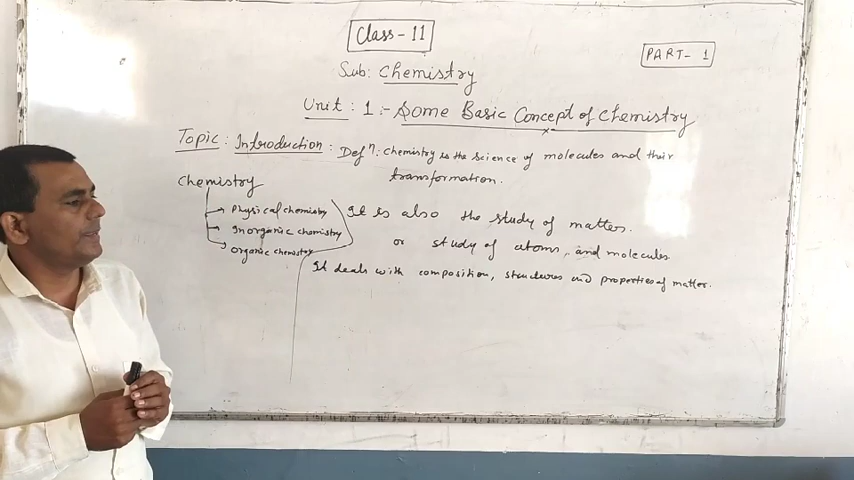 Class - 11
PART - 1
Sub: Chemistry
Unit : 1 :- Some Basic Concept of Chemistry
Topic : Introduction : Defⁿ: Chemistry is the science of molecules and their
transformation.
Chemistry
→ Physical chemistry
→ Inorganic chemistry
→ Organic chemistry
It is also the study of matter.
or study of atoms, and molecules
It deals with composition, structures and properties of matter.